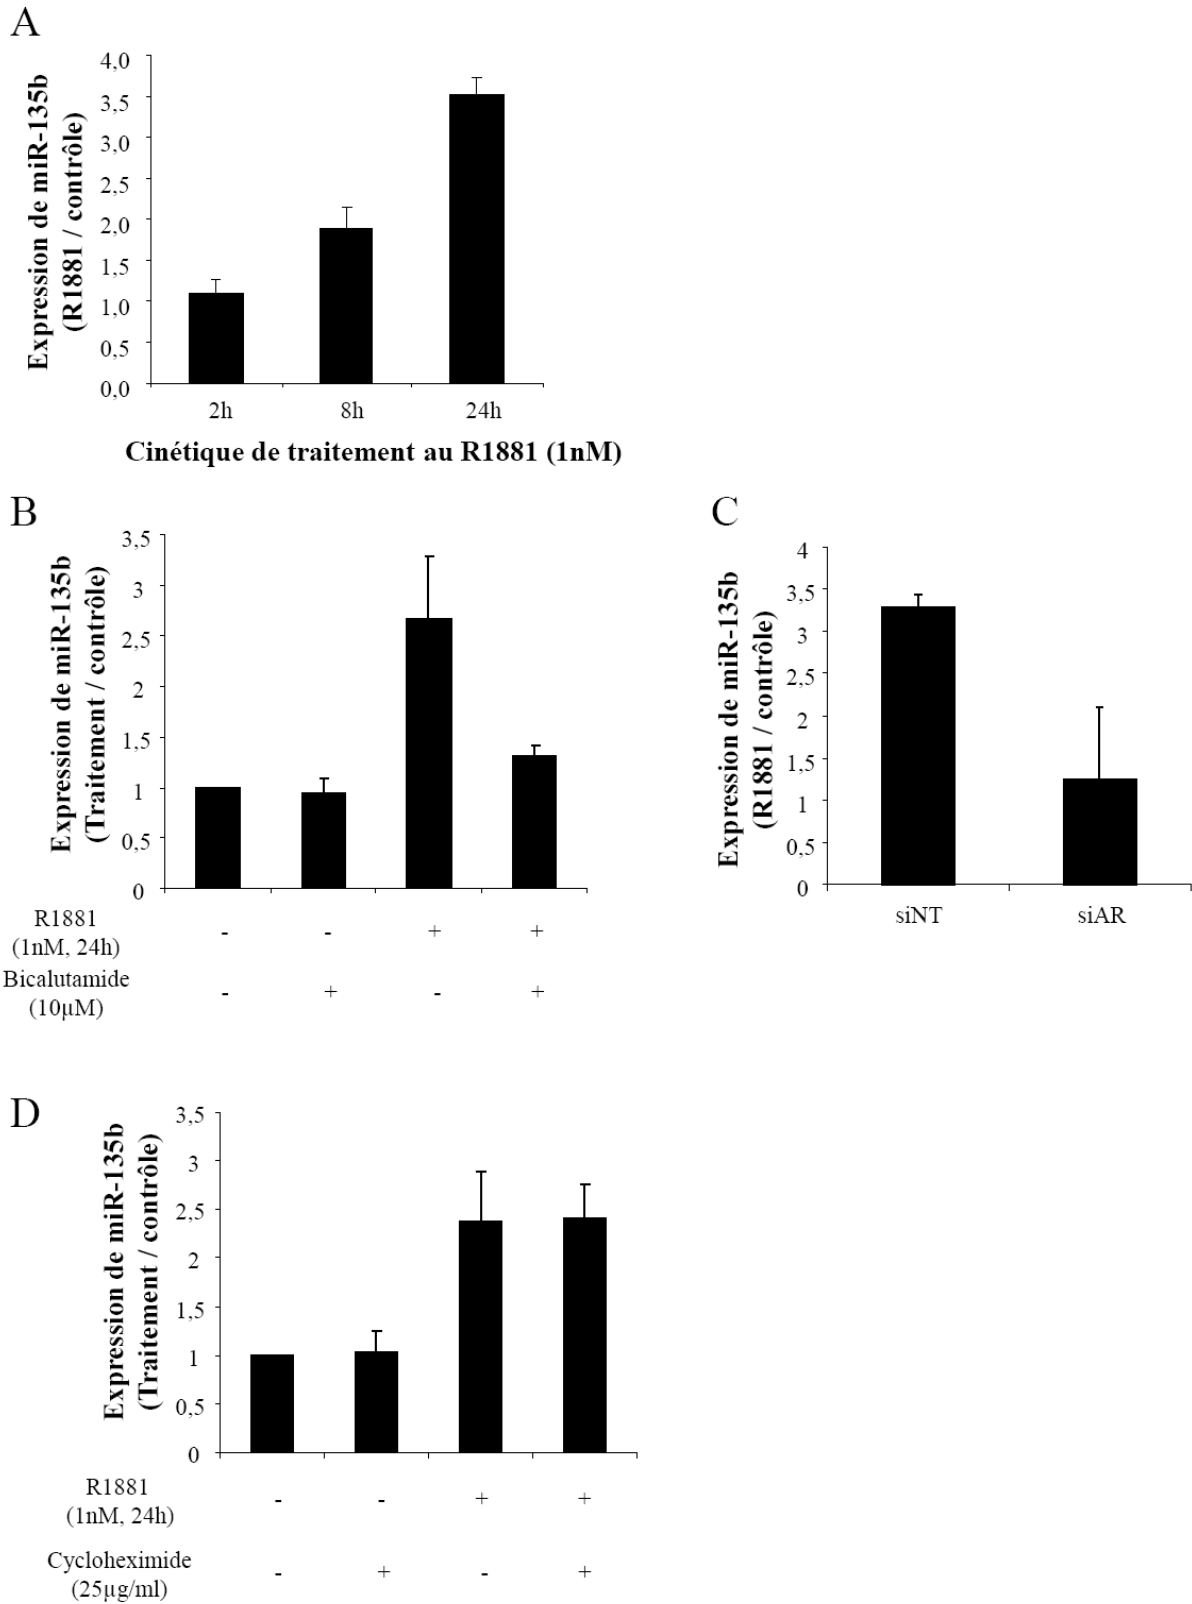 A
Expression de miR-135b
(R1881 / contrôle)
4,0
3,5
3,0
2,5
2,0
1,5
1,0
0,5
0,0
2h 8h 24h
Cinétique de traitement au R1881 (1nM)
B
Expression de miR-135b
(Traitement / contrôle)
3,5
3
2,5
2
1,5
1
0,5
0
R1881
(1nM, 24h)
- - + +
Bicalutamide
(10µM)
- + - +
C
Expression de miR-135b
(R1881 / contrôle)
4
3,5
3
2,5
2
1,5
1
0,5
0
siNT siAR
D
Expression de miR-135b
(Traitement / contrôle)
3,5
3
2,5
2
1,5
1
0,5
0
R1881
(1nM, 24h)
- - + +
Cycloheximide
(25µg/ml)
- + - +